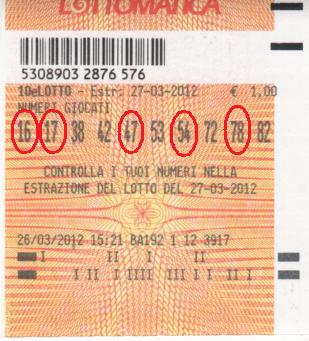 LOTTOMATICA
5308903 2876 576
10eLOTTO - Estr: 27-03-2012 € 1,00
NUMERI GIOCATI
16 17 38 42 47 53 54 72 78 82
CONTROLLA I TUOI NUMERI NELLA
ESTRAZIONE DEL LOTTO DEL 27-03-2012
26/03/2012 15:21 BA192 1 12 3917